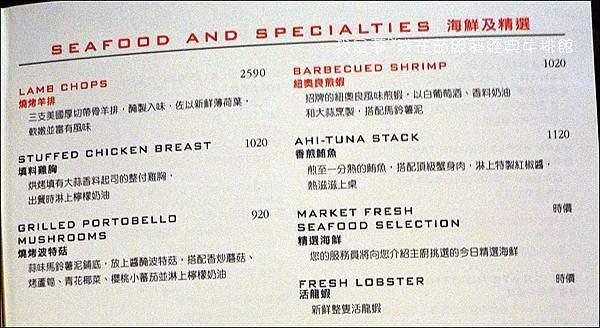 SEAFOOD AND SPECIALTIES 海鮮及精選
LAMB CHOPS 2590
燒烤羊排
三支美國厚切帶骨羊排，醃製入味，佐以新鮮薄荷葉，
軟嫩並富有風味
STUFFED CHICKEN BREAST 1020
填料雞胸
烘烤填有大蒜香料起司的整付雞胸，
出餐時淋上檸檬奶油
GRILLED PORTOBELLO 920
MUSHROOMS
燒烤波特菇
蒜味馬鈴薯泥鋪底，放上醬醃波特菇，搭配香炒蘑菇、
烤蘆筍、青花椰菜、櫻桃小蕃茄並淋上檸檬奶油
BARBECUED SHRIMP 1020
紐奧良煎蝦
招牌的紐奧良風味煎蝦，以白葡萄酒、香料奶油
和大蒜烹製，搭配馬鈴薯泥
AHI-TUNA STACK 1120
香煎鮪魚
煎至一分熟的鮪魚，搭配頂級蟹身肉，淋上特製紅椒醬，
熱滋滋上桌
MARKET FRESH 時價
SEAFOOD SELECTION
精選海鮮
您的服務員將向您介紹主廚挑選的今日精選海鮮
FRESH LOBSTER 時價
活龍蝦
新鮮整隻活龍蝦